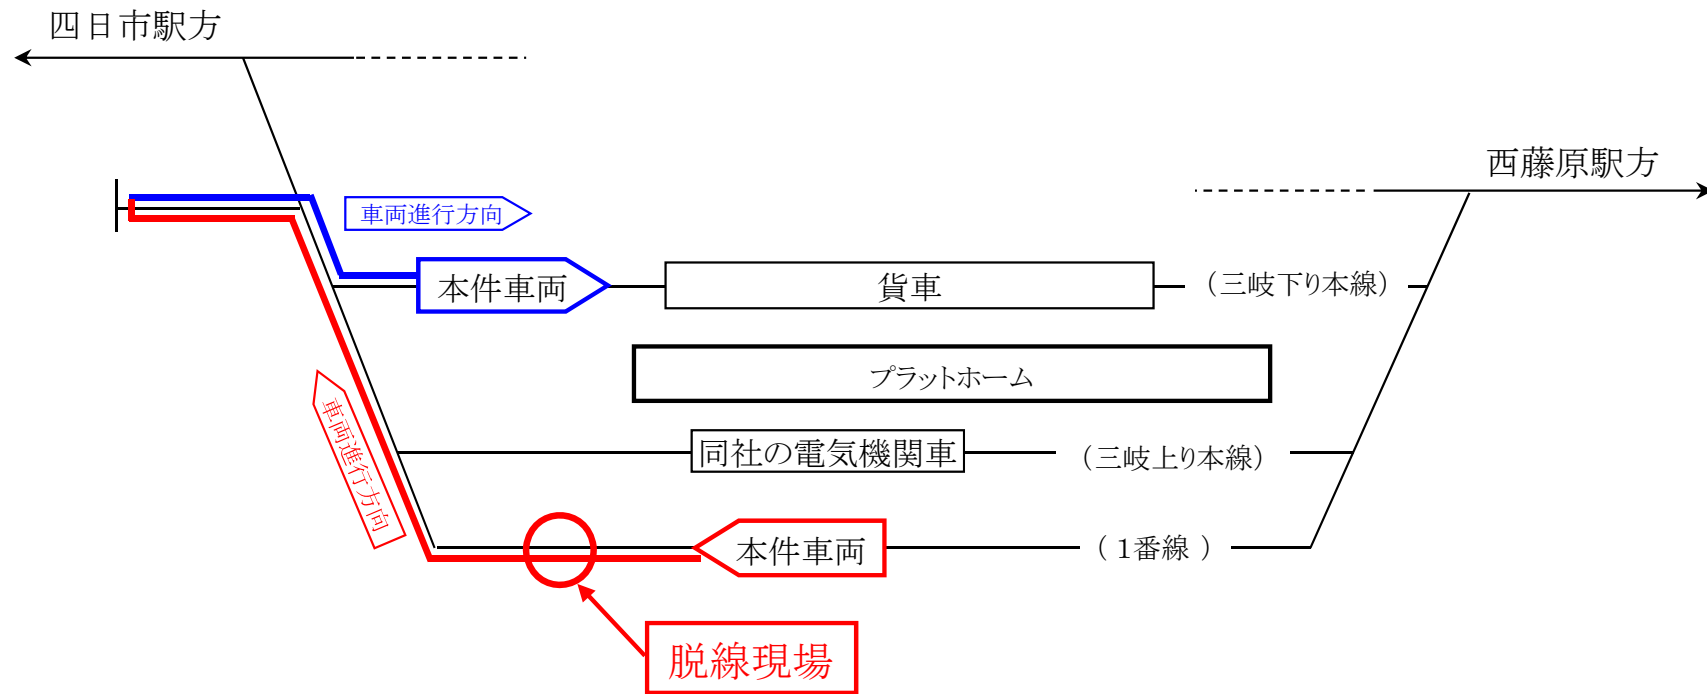 四日市駅方
西藤原駅方
車両進行方向
本件車両
貨車
（三岐下り本線）
プラットホーム
車両進行方向
同社の電気機関車
（三岐上り本線）
本件車両
（ 1番線 ）
脱線現場